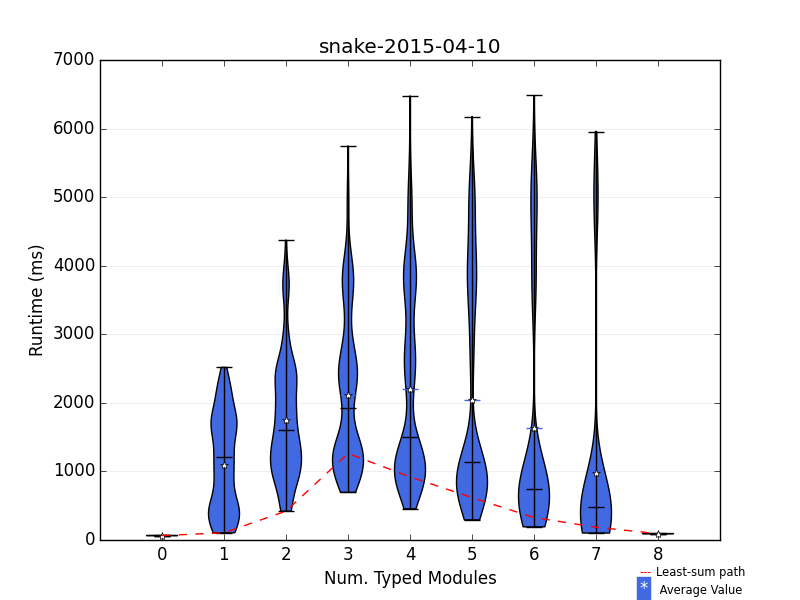 snake-2015-04-10
7000
6000
5000
4000
3000
2000
1000
0
Runtime (ms)
0 1 2 3 4 5 6 7 8
Num. Typed Modules
--- Least-sum path
* Average Value